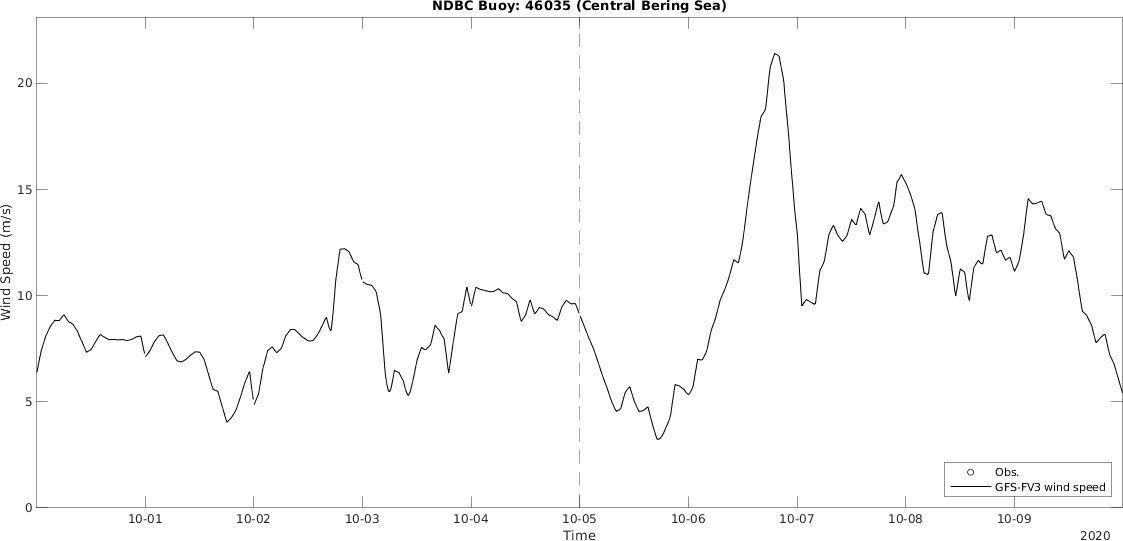 NDBC Buoy: 46035 (Central Bering Sea)
20
15
10
5
0
Wind Speed (m/s)
10-01 10-02 10-03 10-04 10-05 10-06 10-07 10-08 10-09
Time
2020
Obs.
GFS-FV3 wind speed